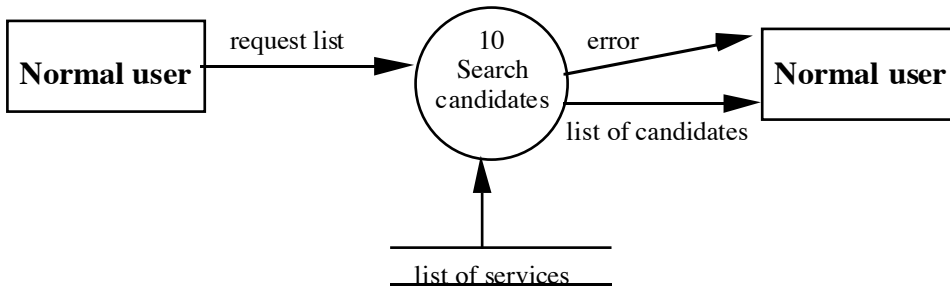 Normal user
request list
10
Search
candidates
error
list of candidates
Normal user
list of services